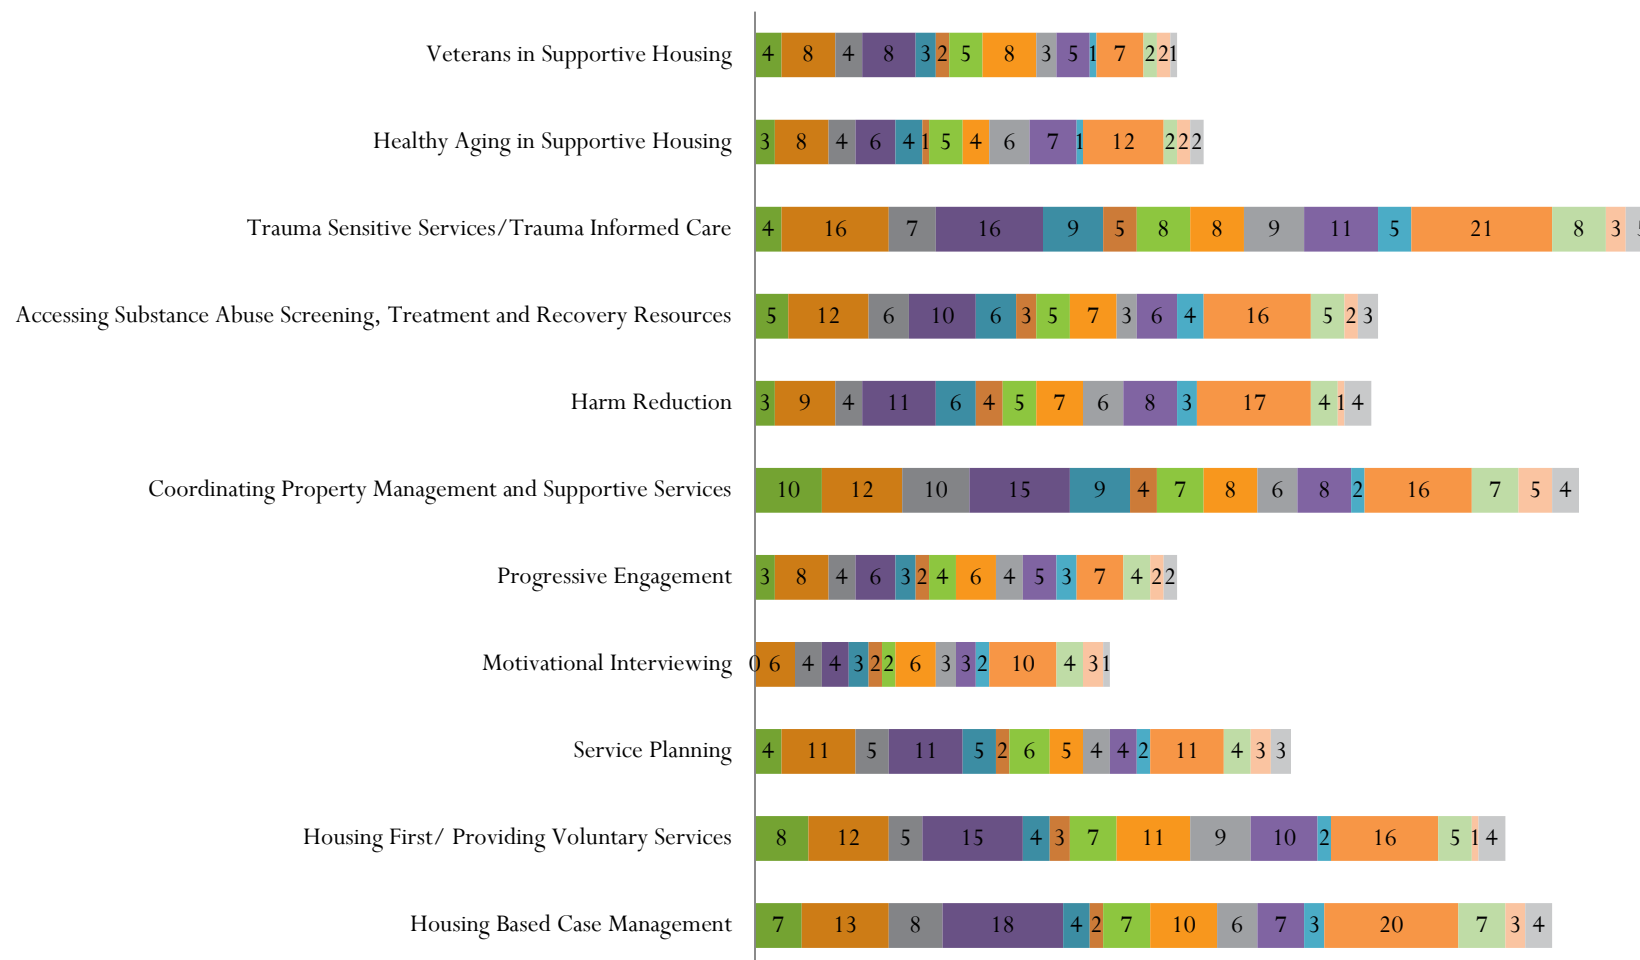 Veterans in Supportive Housing 4 8 4 8 3 2 5 8 3 5 1 7 2 2 1
Healthy Aging in Supportive Housing 3 8 4 6 4 1 5 4 6 7 1 12 2 2 2
Trauma Sensitive Services/Trauma Informed Care 4 16 7 16 9 5 8 8 9 11 5 21 8 3
Accessing Substance Abuse Screening, Treatment and Recovery Resources 5 12 6 10 6 3 5 7 3 6 4 16 5 2 3
Harm Reduction 3 9 4 11 6 4 5 7 6 8 3 17 4 1 4
Coordinating Property Management and Supportive Services 10 12 10 15 9 4 7 8 6 8 2 16 7 5 4
Progressive Engagement 3 8 4 6 3 2 4 6 4 5 3 7 4 2 2
Motivational Interviewing 0 6 4 4 3 2 2 6 3 3 2 10 4 3 1
Service Planning 4 11 5 11 5 2 6 5 4 4 2 11 4 3 3
Housing First/ Providing Voluntary Services 8 12 5 15 4 3 7 11 9 10 2 16 5 1 4
Housing Based Case Management 7 13 8 18 4 2 7 10 6 7 3 20 7 3 4